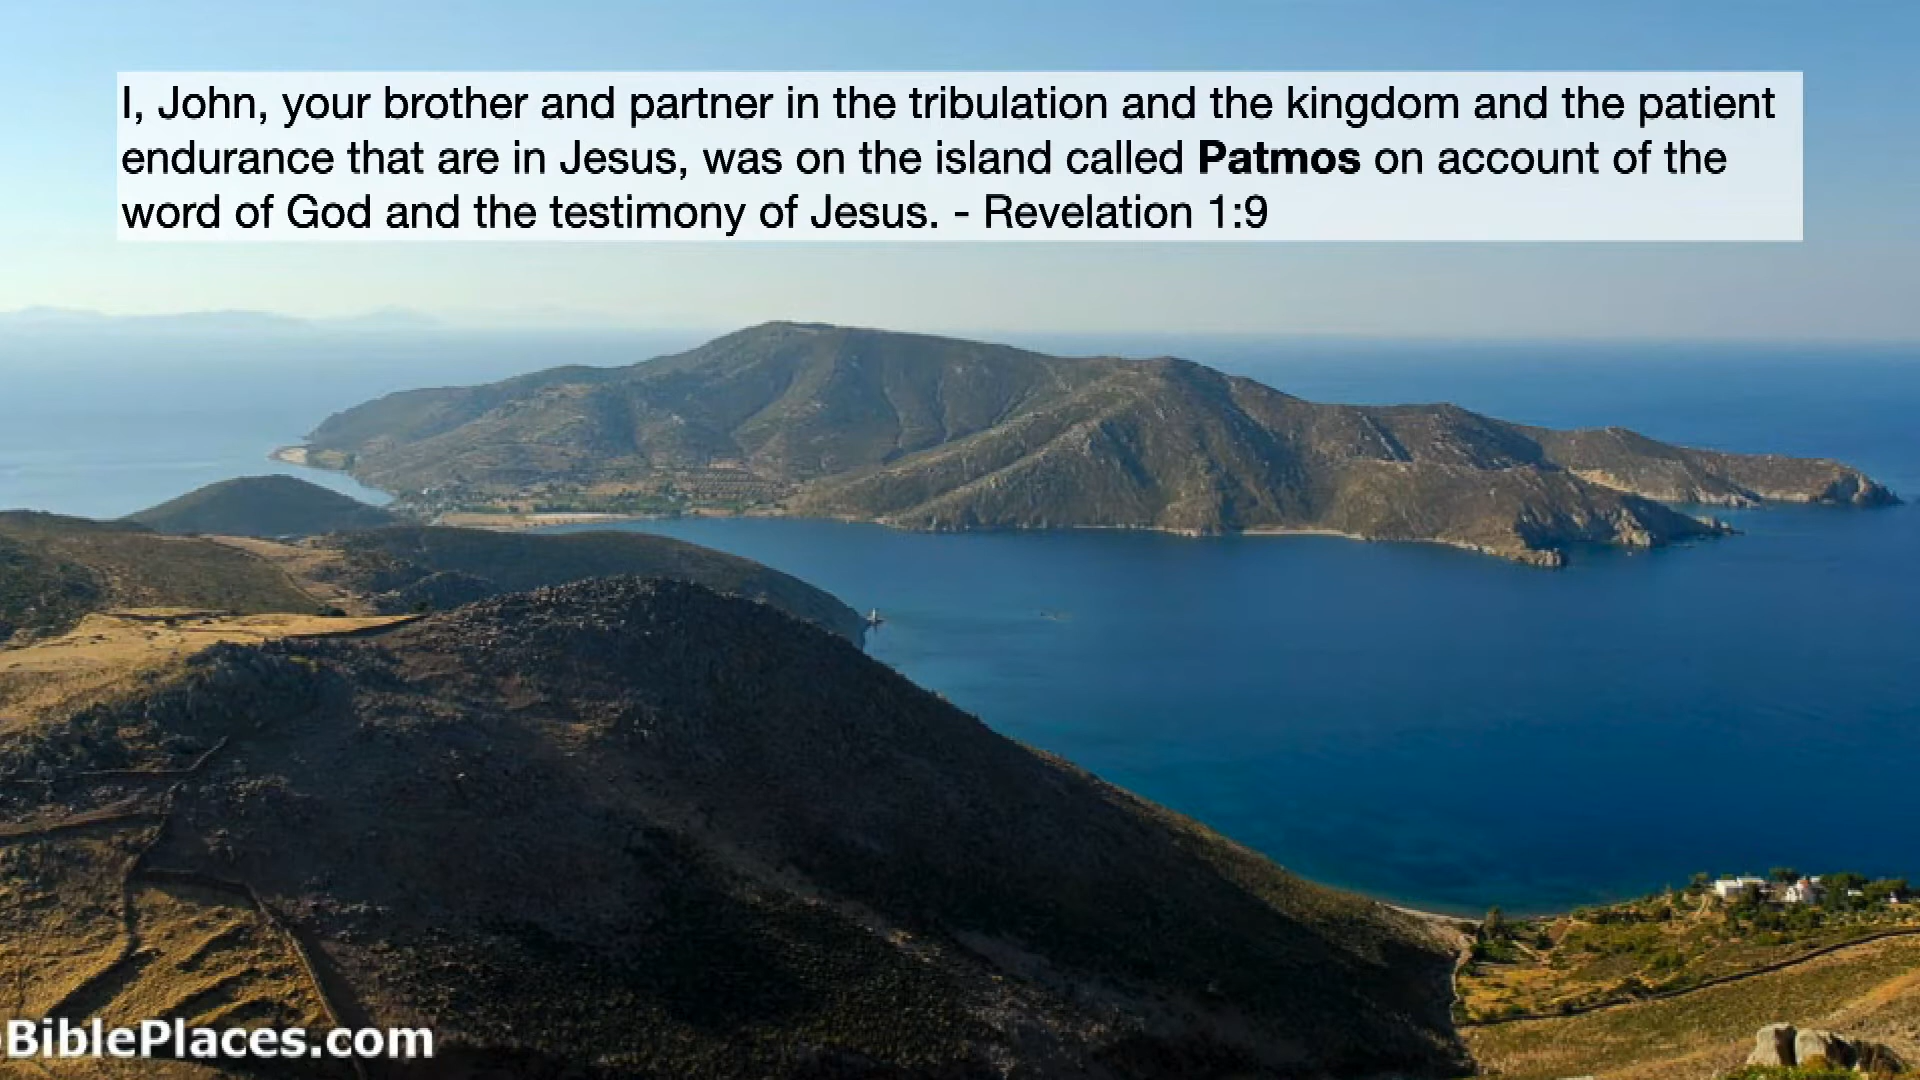 I, John, your brother and partner in the tribulation and the kingdom and the patient
endurance that are in Jesus, was on the island called Patmos on account of the
word of God and the testimony of Jesus. - Revelation 1:9
BiblePlaces.com